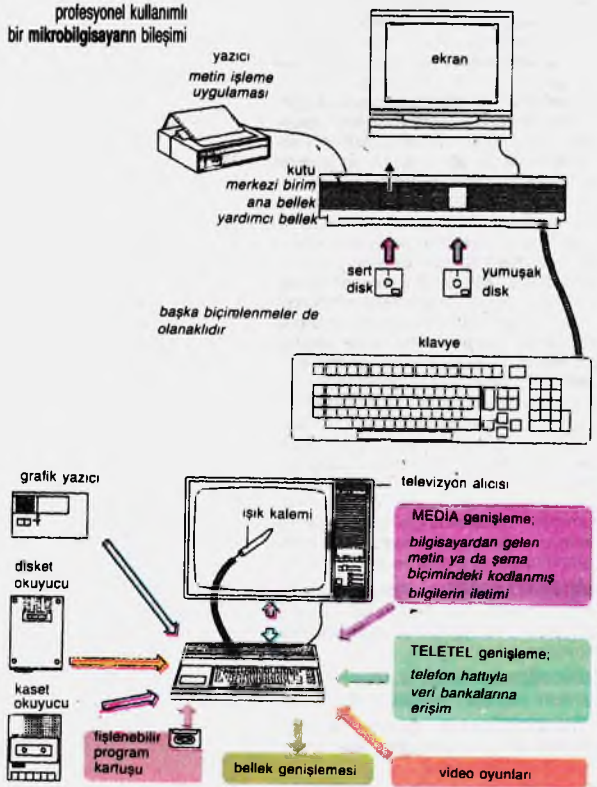 profesyonel kullanımlı
bir mikrobilgisayarın bileşimi
yazıcı
metin işleme
uygulaması
ekran
kutu
merkezi birim
ana bellek
yardımcı bellek
sert
disk
yumuşak
disk
başka biçimlenmeler de
olanaklıdır
klavye
grafik yazıcı
televizyon alıcısı
ışık kalemi
MEDİA genişleme;
bilgisayardan gelen
metin ya da şema
biçimindeki kodlanmış
bilgilerin iletimi
disket
okuyucu
TELETEL genişleme;
telefon hattıyla
veri bankalarına
erişim
kaset
okuyucu
fişlenebilir
program
kartuşu
bellek genişlemesi
video oyunları